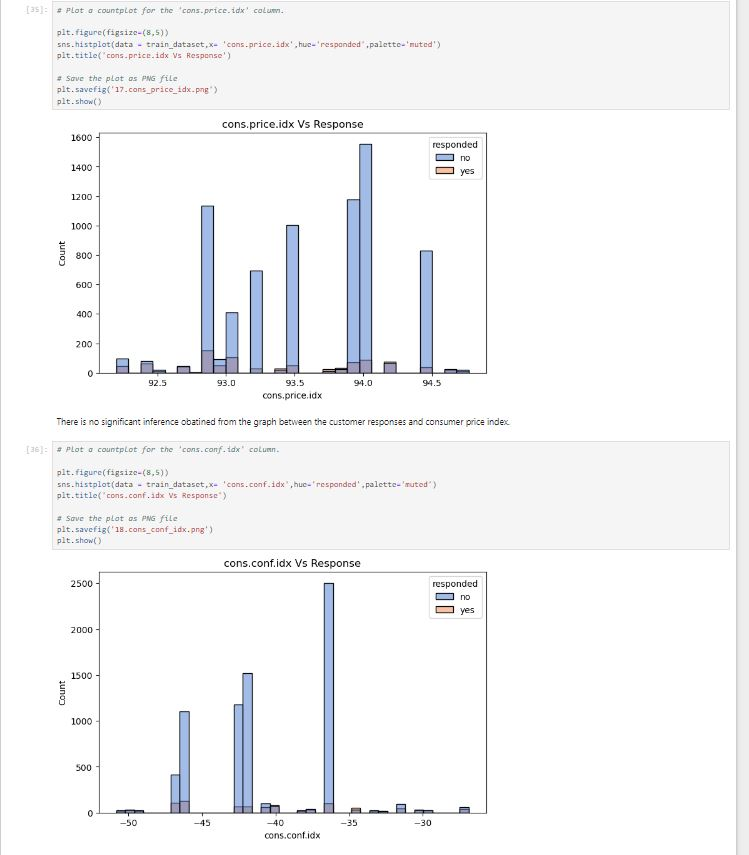 [35]:
# Plot a countplot for the 'cons.price.idx' column.
plt.figure(figsize=(8,5))
sns.histplot(data = train_dataset,x= 'cons.price.idx',hue='responded',palette='muted')
plt.title('cons.price.idx Vs Response')
# Save the plot as PNG file
plt.savefig('17.cons_price_idx.png')
plt.show()
cons.price.idx Vs Response
responded
no
yes
1600
1400
1200
1000
800
600
400
200
0
Count
92.5 93.0 93.5 94.0 94.5
cons.price.idx
There is no significant inference obatined from the graph between the customer responses and consumer price index.
[36]:
# Plot a countplot for the 'cons.conf.idx' column.
plt.figure(figsize=(8,5))
sns.histplot(data = train_dataset,x= 'cons.conf.idx',hue='responded',palette='muted')
plt.title('cons.conf.idx Vs Response')
# Save the plot as PNG file
plt.savefig('18.cons_conf_idx.png')
plt.show()
cons.conf.idx Vs Response
responded
no
yes
2500
2000
1500
1000
500
0
Count
−50 −45 −40 −35 −30
cons.conf.idx